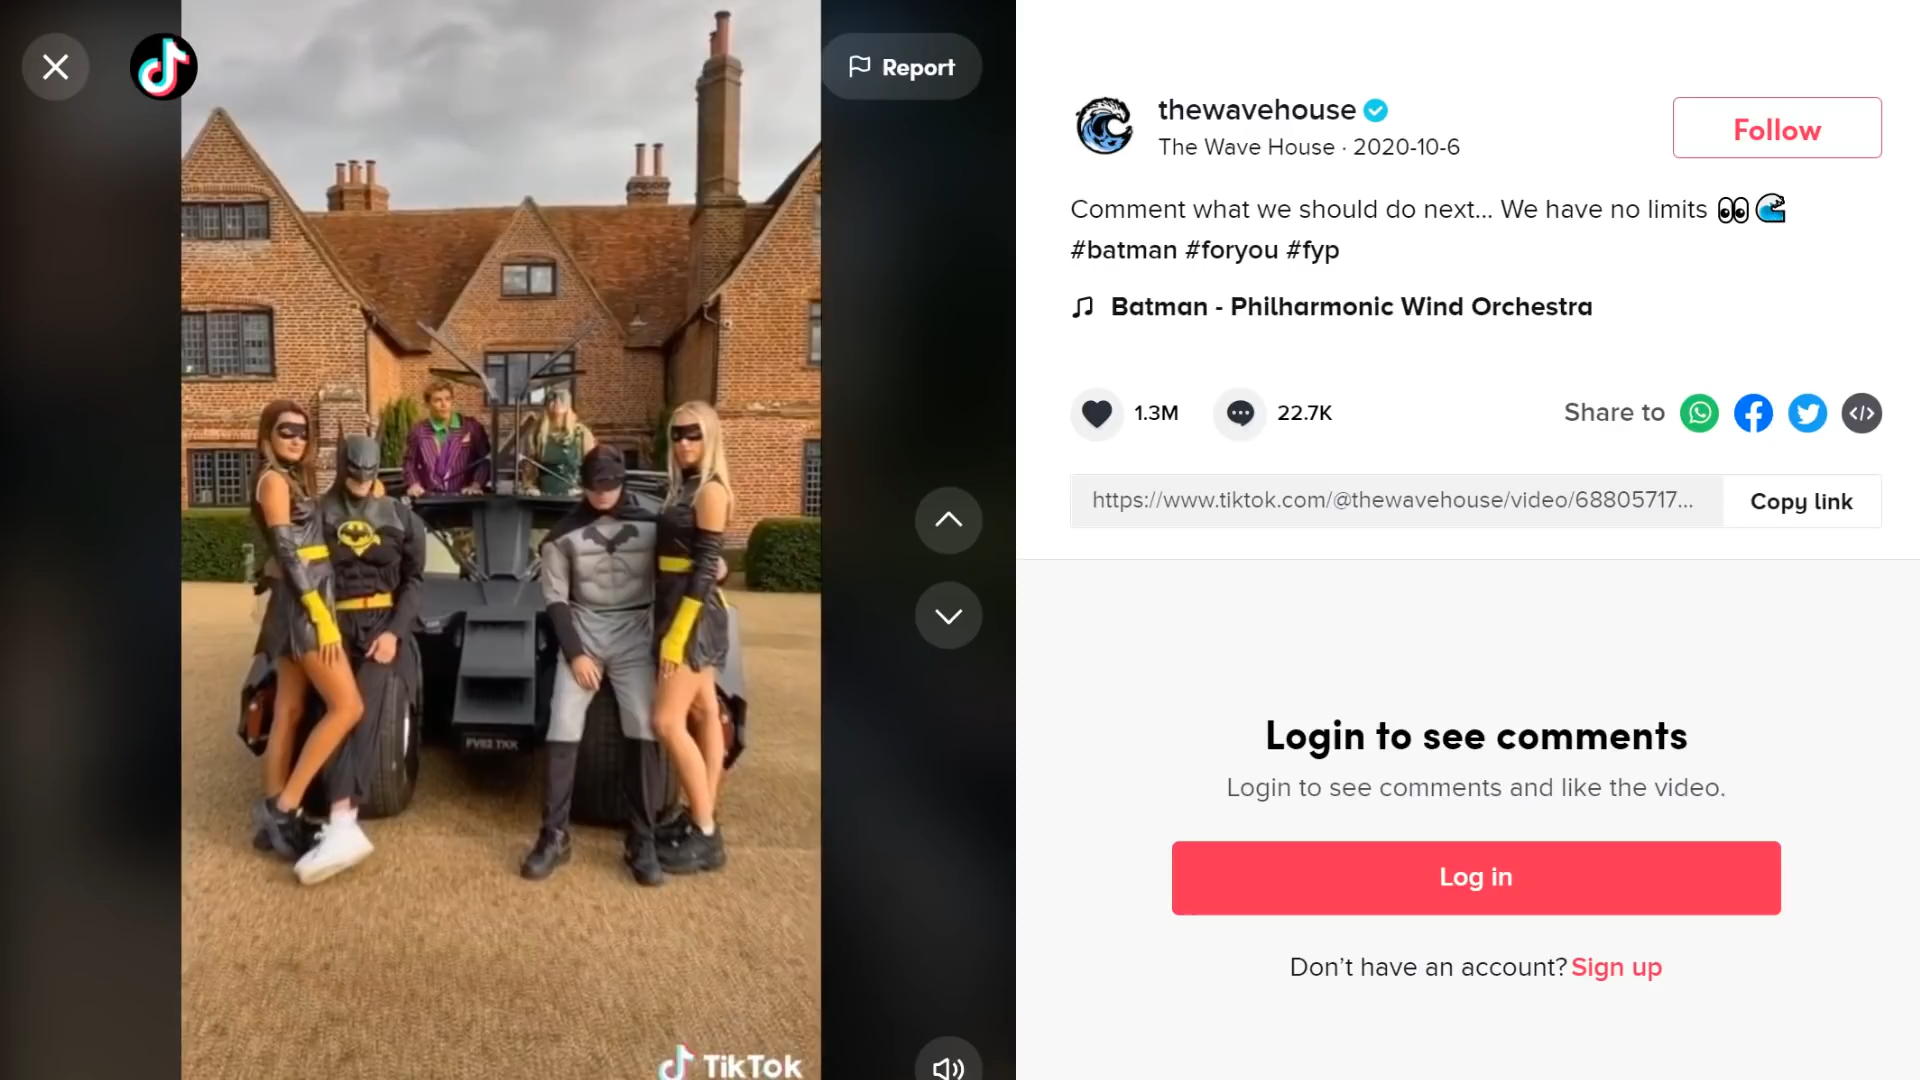 Report
thewavehouse
The Wave House · 2020-10-6
Follow
Comment what we should do next... We have no limits 👀🌊
#batman #foryou #fyp
Batman - Philharmonic Wind Orchestra
1.3M
22.7K
Share to
https://www.tiktok.com/@thewavehouse/video/68805717...
Copy link
Login to see comments
Login to see comments and like the video.
Log in
Don’t have an account? Sign up
TikTok